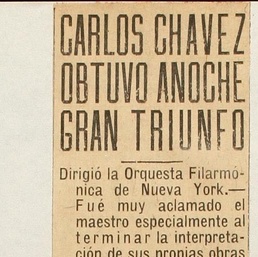 CARLOS CHAVEZ
OBTUVO ANOCHE
GRAN TRIUNFO
Dirigió la Orquesta Filarmó-
nica de Nueva York.—
Fué muy aclamado el
maestro especialmente al
terminar la interpreta-
ción de sus propias obras